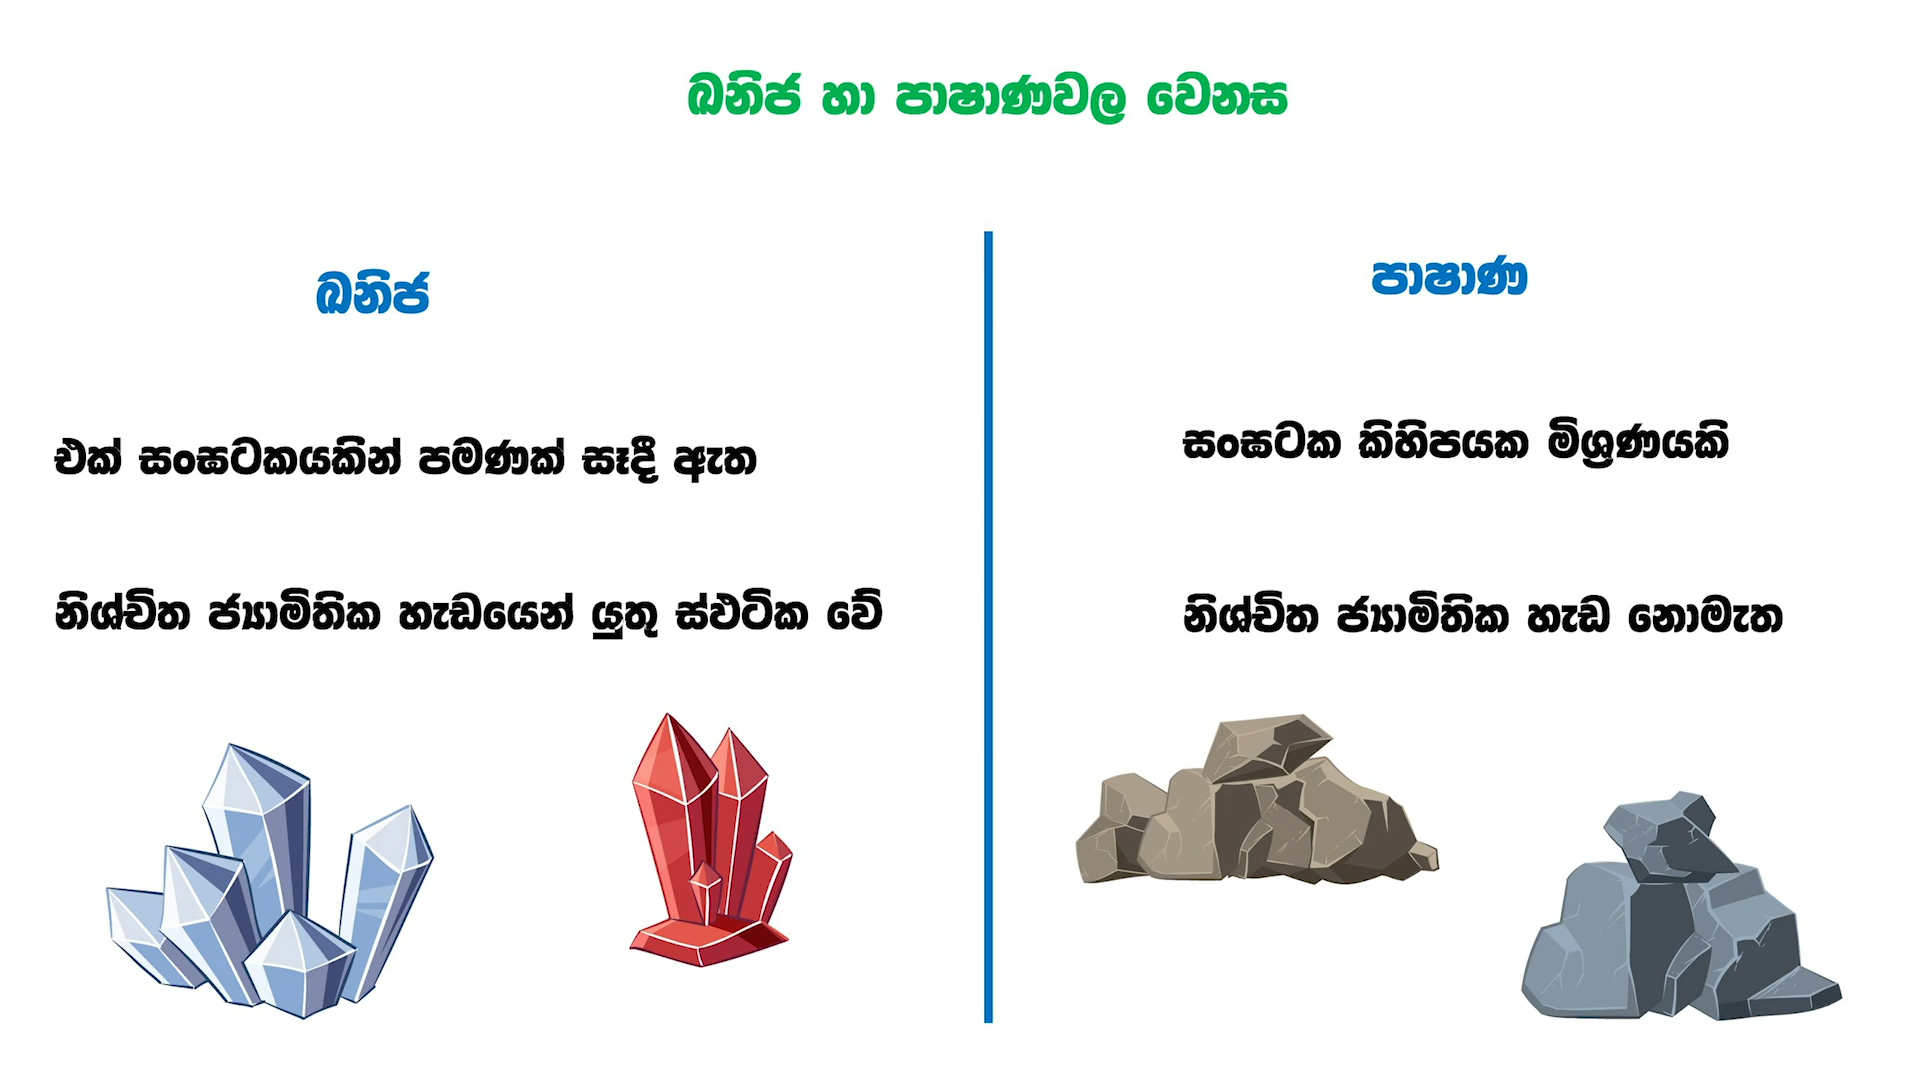 ඛනිජ හා පාෂාණවල වෙනස
ඛනිජ
එක් සංඝටකයකින් පමණක් සෑදී ඇත
නිශ්චිත ජ්‍යාමිතික හැඩයෙන් යුතු ස්ඵටික වේ
පාෂාණ
සංඝටක කිහිපයක මිශ්‍රණයකි
නිශ්චිත ජ්‍යාමිතික හැඩ නොමැත